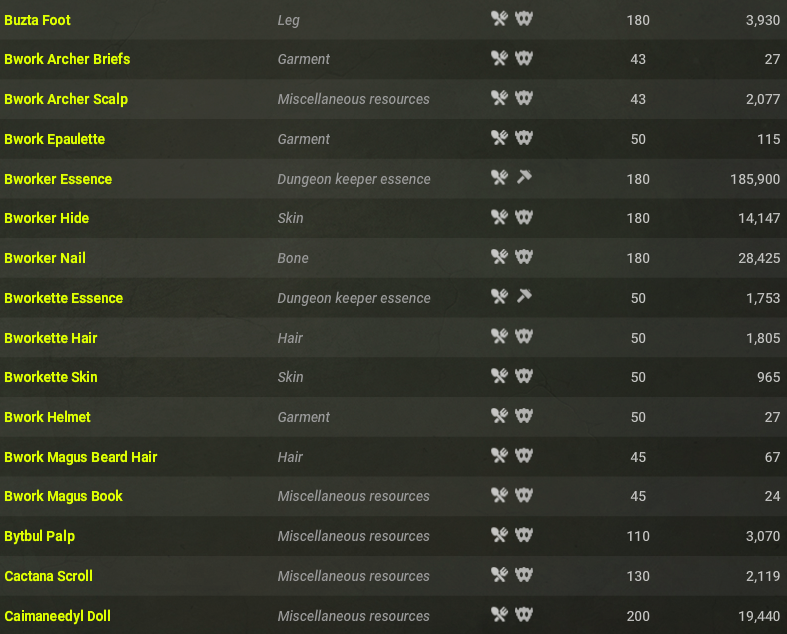 Buzta Foot Leg 180 3,930
Bwork Archer Briefs Garment 43 27
Bwork Archer Scalp Miscellaneous resources 43 2,077
Bwork Epaulette Garment 50 115
Bworker Essence Dungeon keeper essence 180 185,900
Bworker Hide Skin 180 14,147
Bworker Nail Bone 180 28,425
Bworkette Essence Dungeon keeper essence 50 1,753
Bworkette Hair Hair 50 1,805
Bworkette Skin Skin 50 965
Bwork Helmet Garment 50 27
Bwork Magus Beard Hair Hair 45 67
Bwork Magus Book Miscellaneous resources 45 24
Bytbul Palp Miscellaneous resources 110 3,070
Cactana Scroll Miscellaneous resources 130 2,119
Caimaneedyl Doll Miscellaneous resources 200 19,440